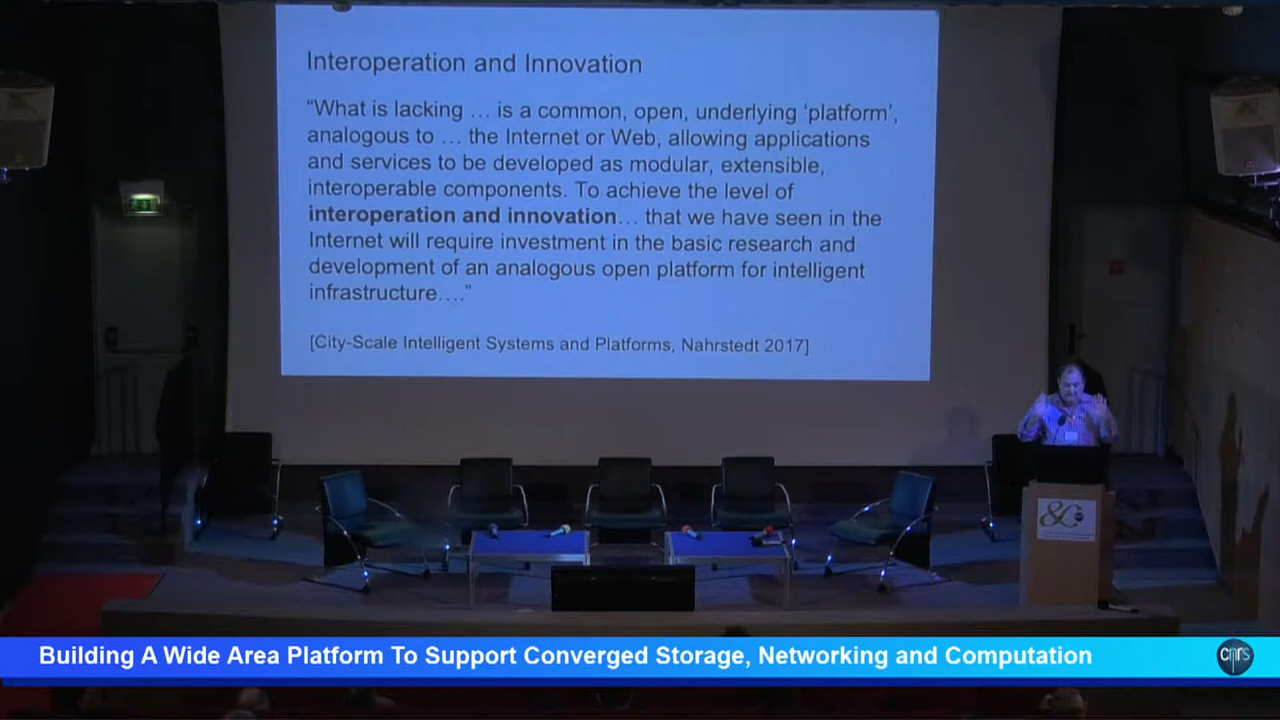 Interoperation and Innovation
“What is lacking … is a common, open, underlying ‘platform’,
analogous to … the Internet or Web, allowing applications
and services to be developed as modular, extensible,
interoperable components. To achieve the level of
interoperation and innovation… that we have seen in the
Internet will require investment in the basic research and
development of an analogous open platform for intelligent
infrastructure….”
[City-Scale Intelligent Systems and Platforms, Nahrstedt 2017]
Building A Wide Area Platform To Support Converged Storage, Networking and Computation
cnrs